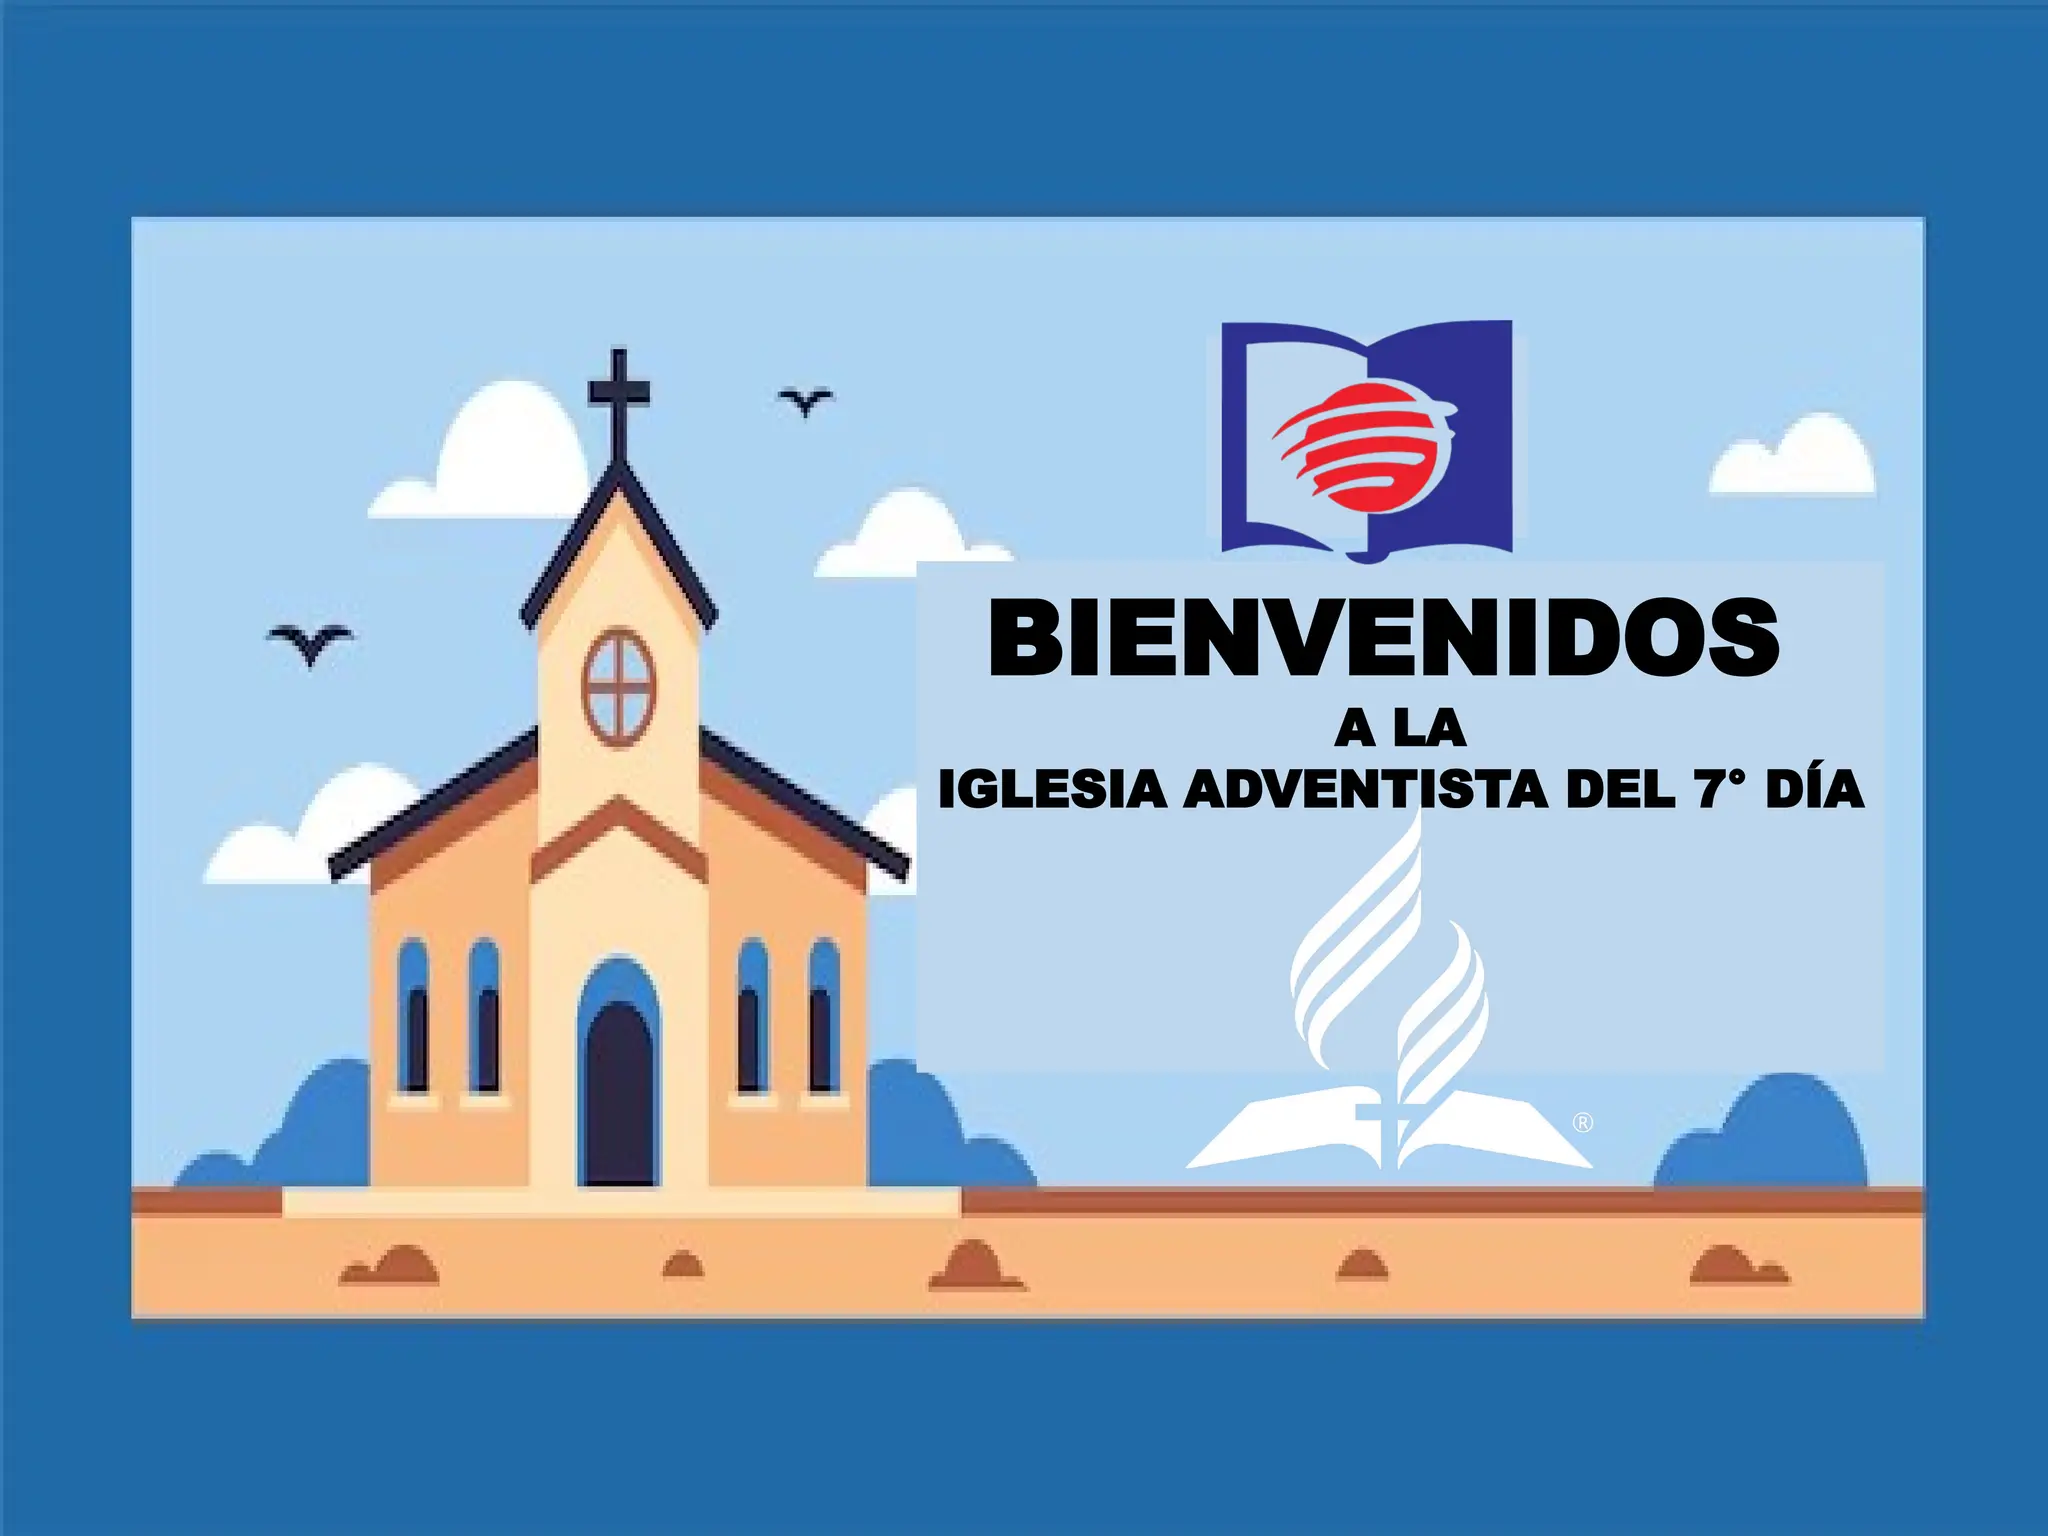 BIENVENIDOS
A LA
IGLESIA ADVENTISTA DEL 7° DÍA
®